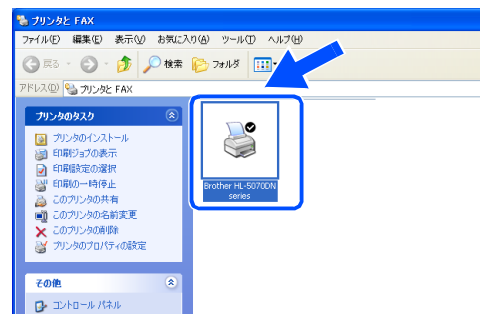 プリンタと FAX
ファイル(F) 編集(E) 表示(V) お気に入り(A) ツール(T) ヘルプ(H)
戻る 検索 フォルダ
アドレス(D) プリンタと FAX
プリンタのタスク
プリンタのインストール
印刷ジョブの表示
印刷設定の選択
印刷の一時停止
このプリンタの共有
このプリンタの名前変更
このプリンタの削除
プリンタのプロパティの設定
その他
コントロール パネル
Brother HL-5070DN
series